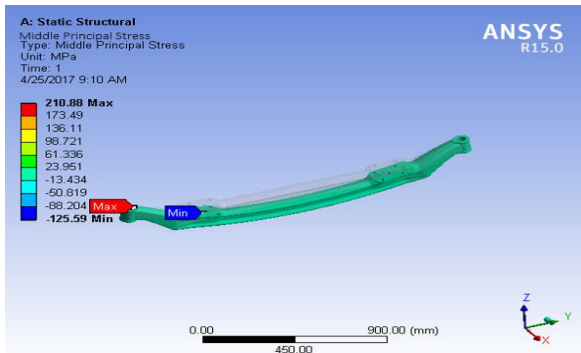 A: Static Structural
Middle Principal Stress
Type: Middle Principal Stress
Unit: MPa
Time: 1
4/25/2017 9:10 AM
ANSYS
R15.0
210.88 Max
173.49
136.11
98.721
61.336
23.951
-13.434
-50.819
-88.204
-125.59 Min
Max
Min
0.00
900.00 (mm)
450.00
Z
Y
X